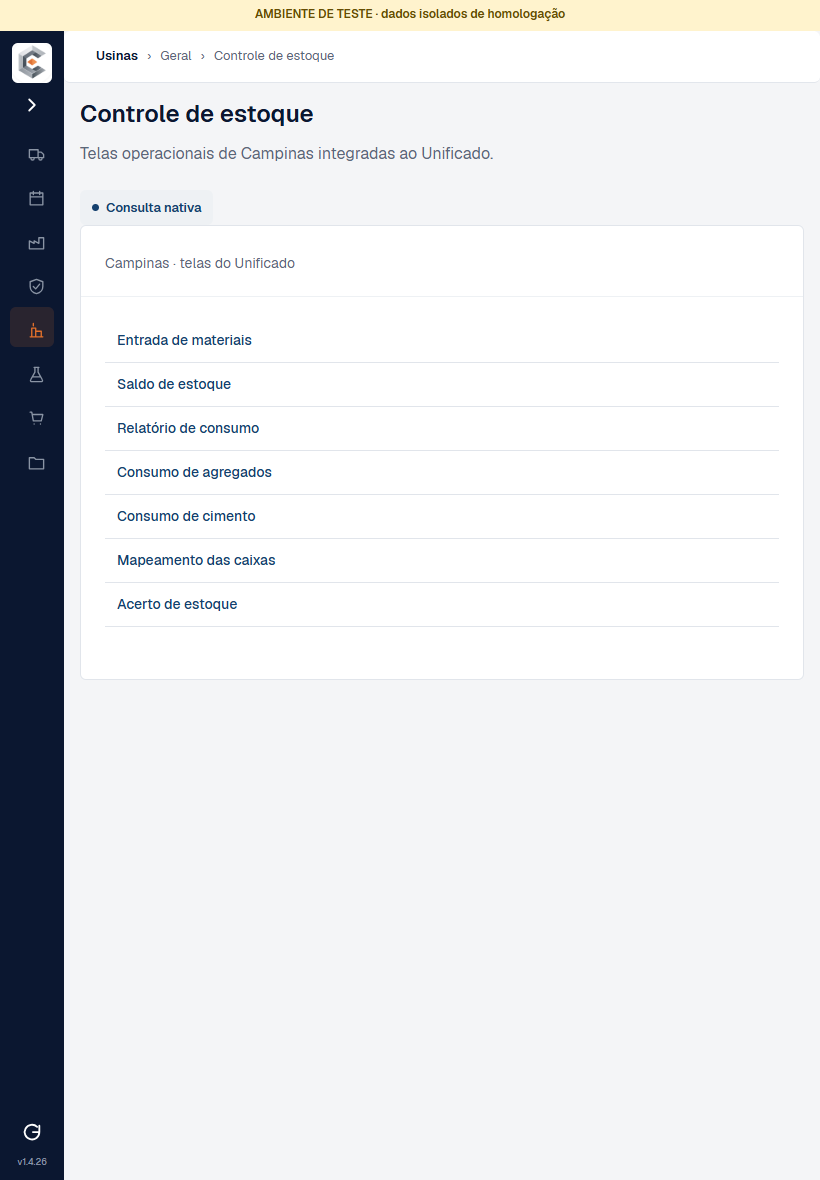 AMBIENTE DE TESTE · dados isolados de homologação
Usinas › Geral › Controle de estoque
Controle de estoque
Telas operacionais de Campinas integradas ao Unificado.
Consulta nativa
Campinas · telas do Unificado
Entrada de materiais
Saldo de estoque
Relatório de consumo
Consumo de agregados
Consumo de cimento
Mapeamento das caixas
Acerto de estoque
v1.4.26